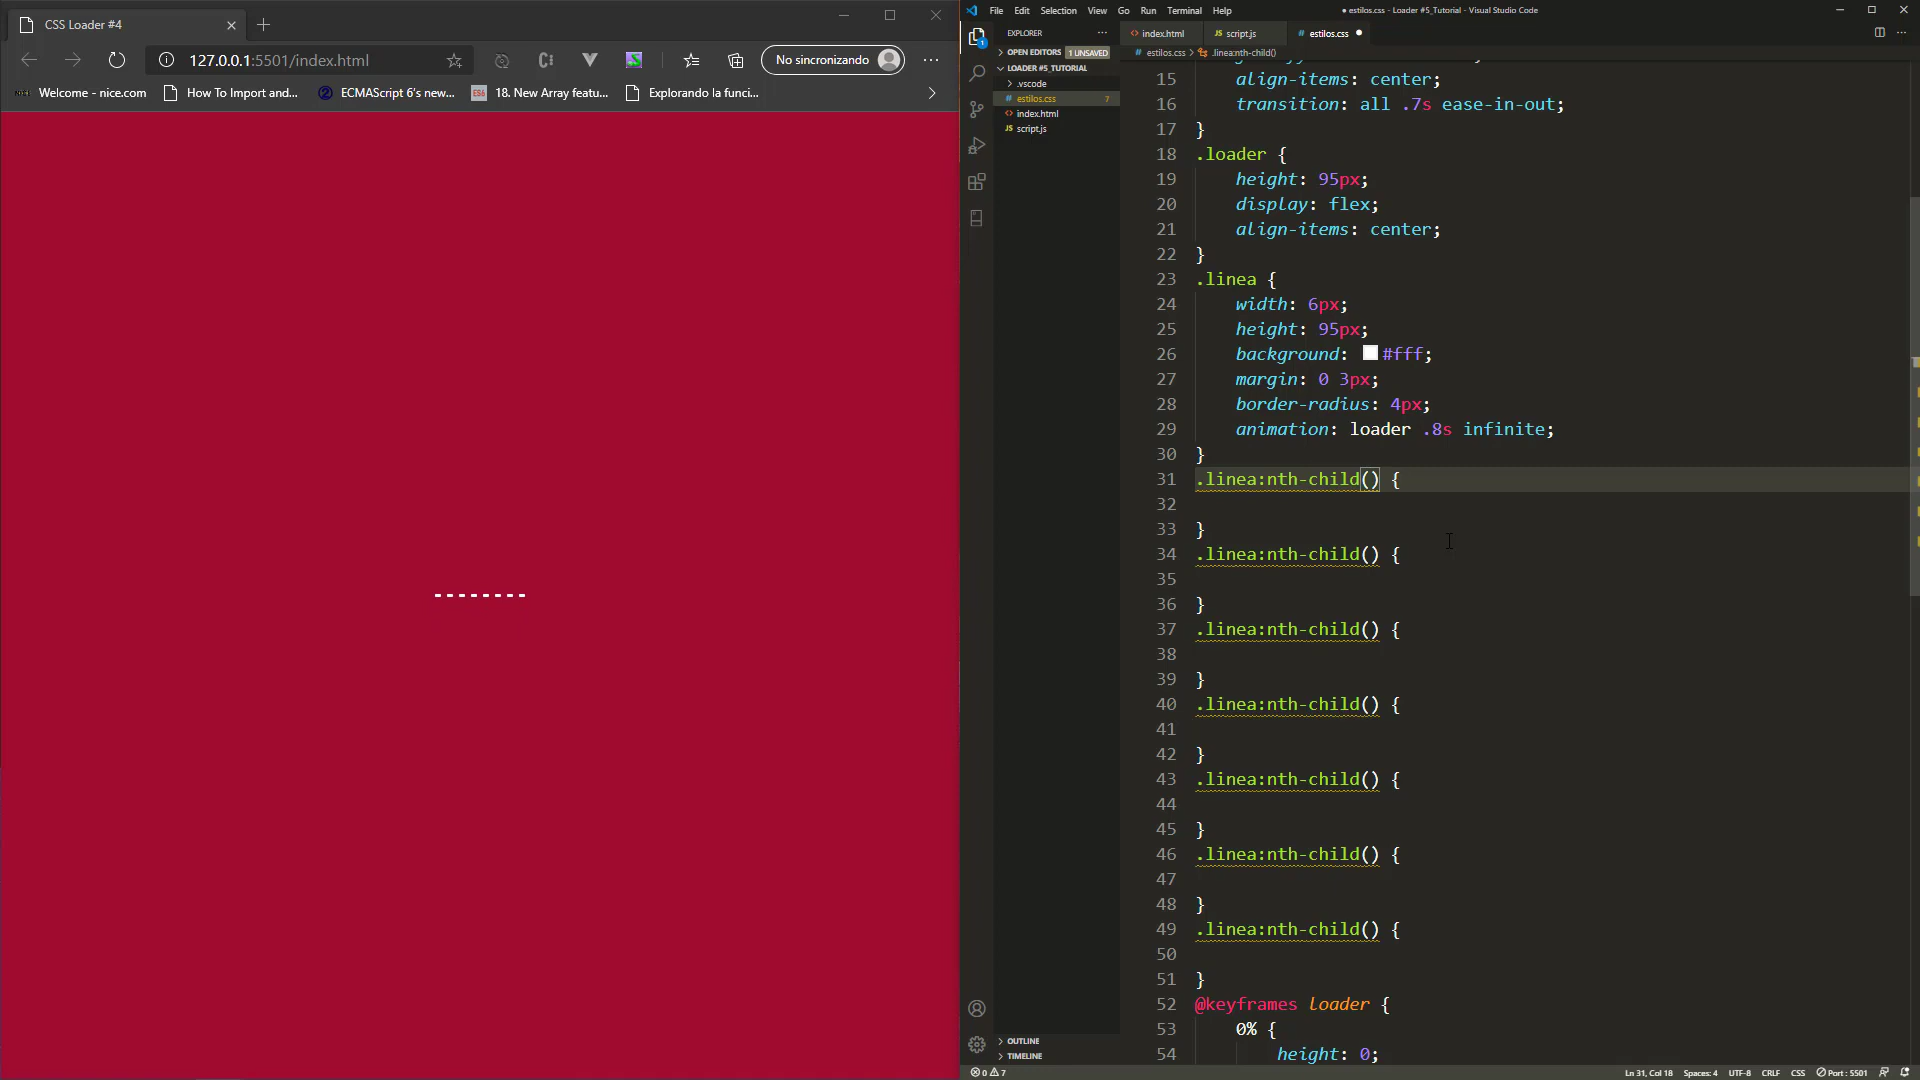 CSS Loader #4
127.0.0.1:5501/index.html
No sincronizando
Welcome - nice.com
How To Import and...
ECMAScript 6's new...
18. New Array featu...
Explorando la funci...
File Edit Selection View Go Run Terminal Help
● estilos.css - Loader #5_Tutorial - Visual Studio Code
EXPLORER
OPEN EDITORS 1 UNSAVED
LOADER #5_TUTORIAL
.vscode
estilos.css 7
index.html
script.js
OUTLINE
TIMELINE
index.html
script.js
estilos.css
estilos.css > .linea:nth-child()
15 align-items: center;
16 transition: all .7s ease-in-out;
17 }
18 .loader {
19 height: 95px;
20 display: flex;
21 align-items: center;
22 }
23 .linea {
24 width: 6px;
25 height: 95px;
26 background: #fff;
27 margin: 0 3px;
28 border-radius: 4px;
29 animation: loader .8s infinite;
30 }
31 .linea:nth-child() {
32
33 }
34 .linea:nth-child() {
35
36 }
37 .linea:nth-child() {
38
39 }
40 .linea:nth-child() {
41
42 }
43 .linea:nth-child() {
44
45 }
46 .linea:nth-child() {
47
48 }
49 .linea:nth-child() {
50
51 }
52 @keyframes loader {
53 0% {
54 height: 0;
0 7
Ln 31, Col 18 Spaces: 4 UTF-8 CRLF CSS Port : 5501